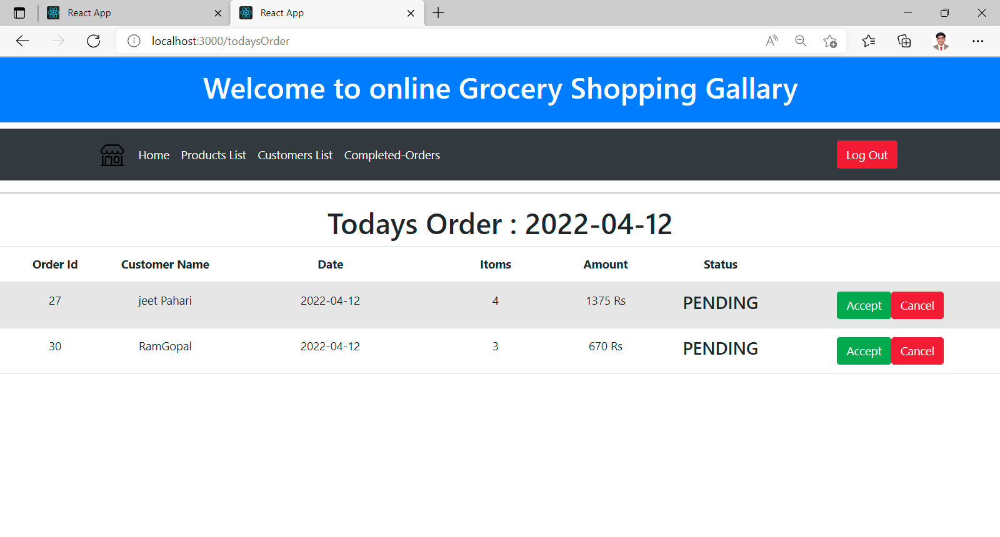 React App
React App
localhost:3000/todaysOrder
Welcome to online Grocery Shopping Gallary
Home Products List Customers List Completed-Orders Log Out
Todays Order : 2022-04-12
Order Id Customer Name Date Itoms Amount Status
27 jeet Pahari 2022-04-12 4 1375 Rs PENDING Accept Cancel
30 RamGopal 2022-04-12 3 670 Rs PENDING Accept Cancel